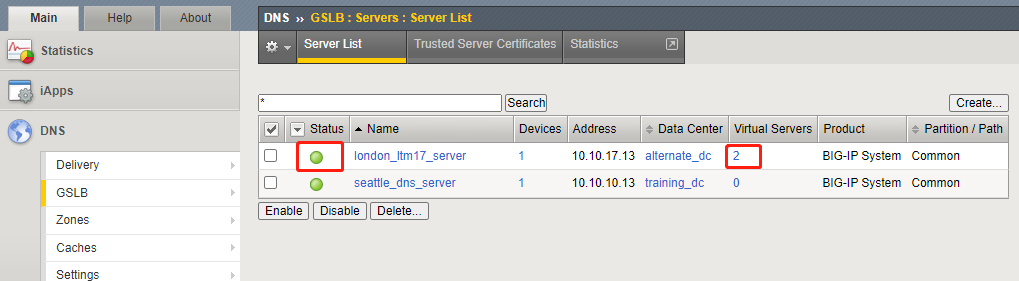 Main Help About
DNS ›› GSLB : Servers : Server List
Statistics
iApps
DNS
Delivery
GSLB
Zones
Caches
Settings
Server List Trusted Server Certificates Statistics
* Search Create...
Status Name Devices Address Data Center Virtual Servers Product Partition / Path
london_ltm17_server 1 10.10.17.13 alternate_dc 2 BIG-IP System Common
seattle_dns_server 1 10.10.10.13 training_dc 0 BIG-IP System Common
Enable Disable Delete...